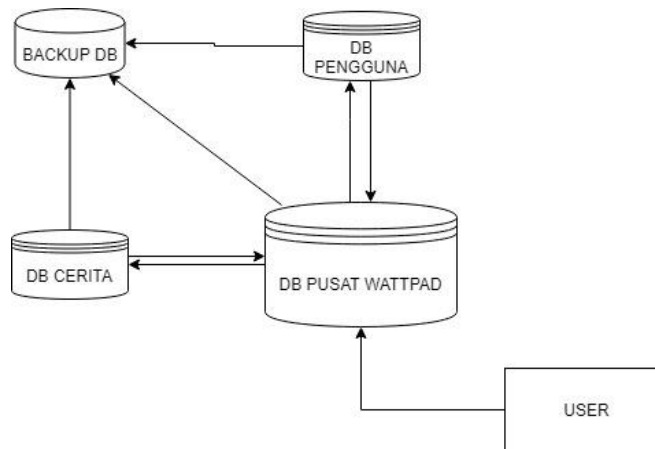 BACKUP DB
DB
PENGGUNA
DB CERITA
DB PUSAT WATTPAD
USER